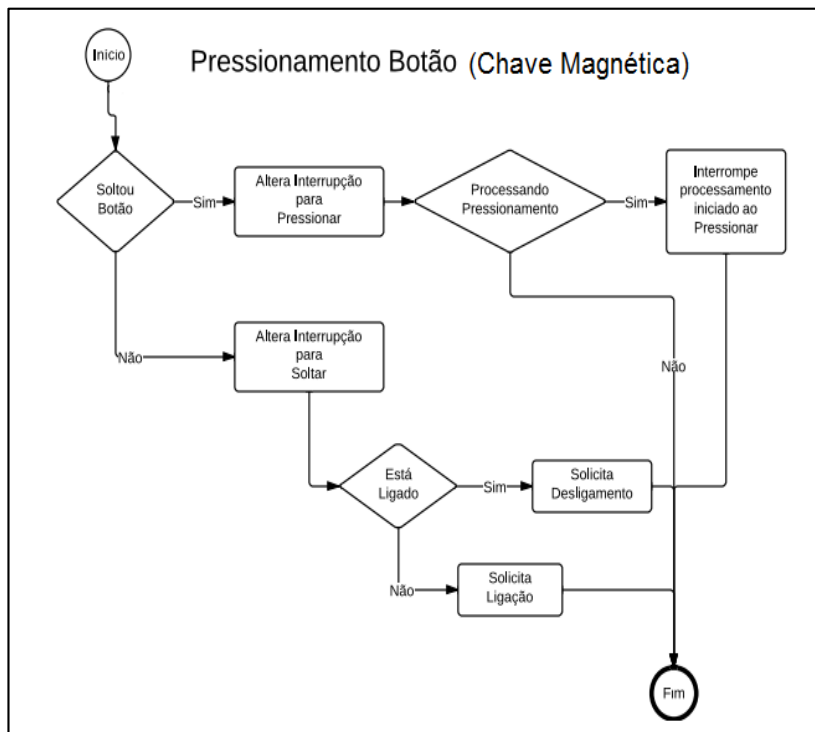 Inicio
Pressionamento Botão (Chave Magnética)
Soltou
Botão
Sim
Altera Interrupção
para
Pressionar
Processando
Pressionamento
Sim
Interrompe
processamento
iniciado ao
Pressionar
Não
Altera Interrupção
para
Soltar
Não
Está
Ligado
Sim
Solicita
Desligamento
Não
Solicita
Ligação
Fim